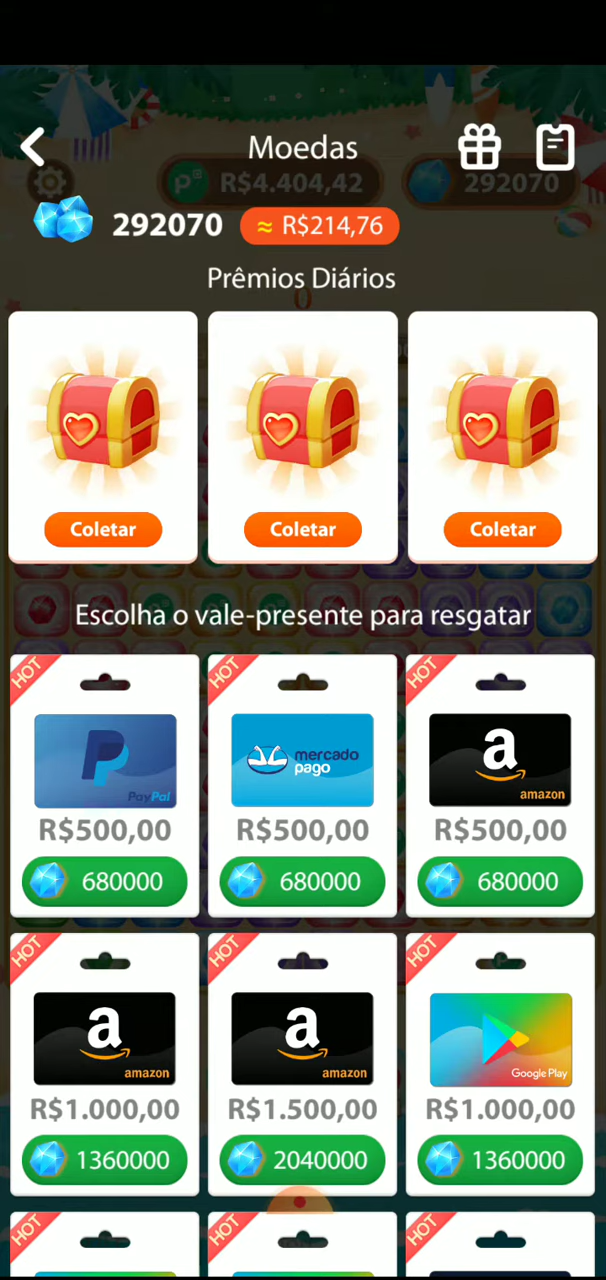 Moedas
R$4.404,42
292070
292070
≈ R$214,76
Prêmios Diários
0
Coletar
Coletar
Coletar
Escolha o vale-presente para resgatar
HOT
HOT
HOT
PayPal
mercado
pago
a
amazon
R$500,00
R$500,00
R$500,00
680000
680000
680000
HOT
HOT
HOT
a
amazon
a
amazon
Google Play
R$1.000,00
R$1.500,00
R$1.000,00
1360000
2040000
1360000
HOT
HOT
HOT